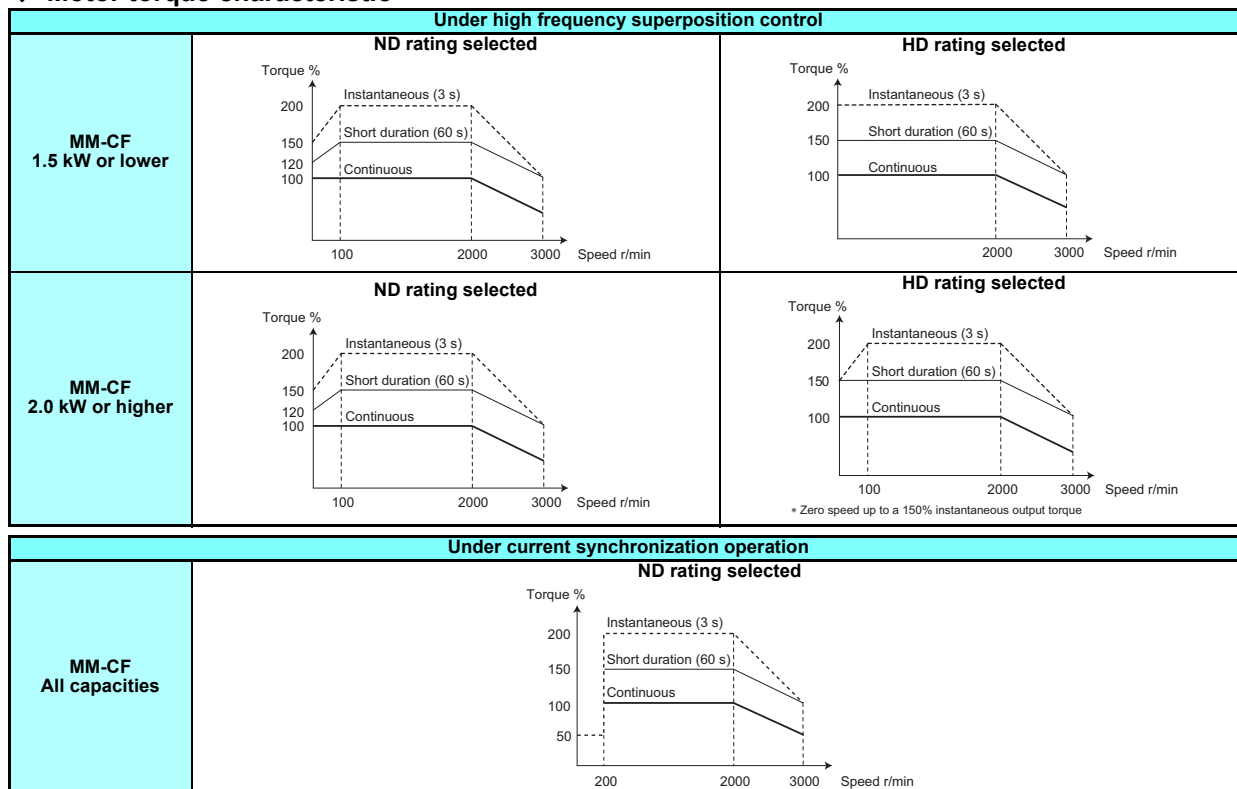 Motor torque characteristic
Under high frequency superposition control
MM-CF
1.5 kW or lower
ND rating selected
Torque %
200
150
120
100
Instantaneous (3 s)
Short duration (60 s)
Continuous
100
2000
3000
Speed r/min
HD rating selected
Torque %
200
150
100
Instantaneous (3 s)
Short duration (60 s)
Continuous
2000
3000
Speed r/min
MM-CF
2.0 kW or higher
ND rating selected
Torque %
200
150
120
100
Instantaneous (3 s)
Short duration (60 s)
Continuous
100
2000
3000
Speed r/min
HD rating selected
Torque %
200
150
100
Instantaneous (3 s)
Short duration (60 s)
Continuous
100
2000
3000
Speed r/min
* Zero speed up to a 150% instantaneous output torque
Under current synchronization operation
MM-CF
All capacities
ND rating selected
Torque %
200
150
100
50
Instantaneous (3 s)
Short duration (60 s)
Continuous
200
2000
3000
Speed r/min